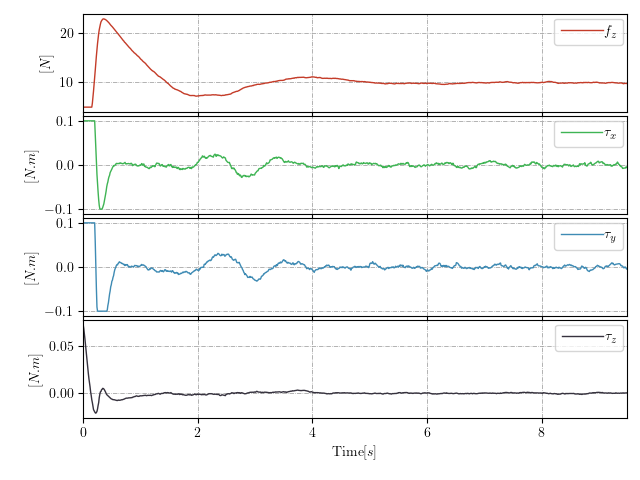 20
10
[N]
f_z
0.1
0.0
−0.1
[N.m]
τ_x
0.1
0.0
−0.1
[N.m]
τ_y
0.05
0.00
[N.m]
τ_z
0 2 4 6 8
Time[s]